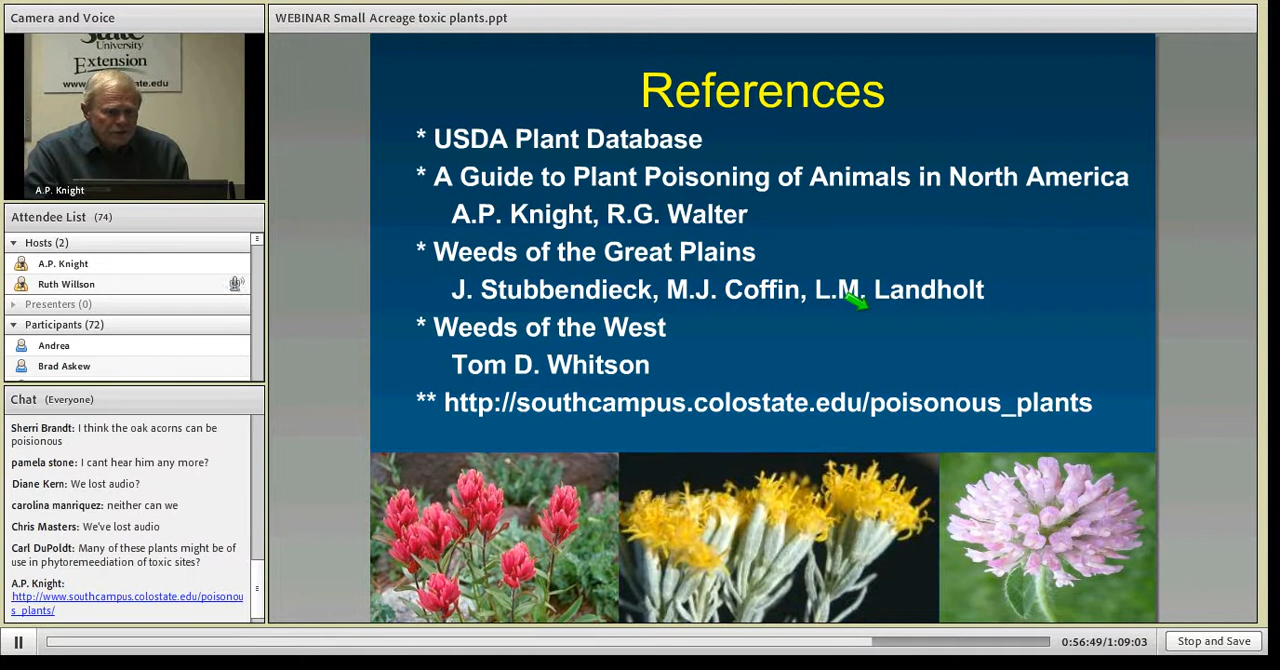 Camera and Voice
WEBINAR Small Acreage toxic plants.ppt
State
University
Extension
A.P. Knight
Attendee List (74)
Hosts (2)
A.P. Knight
Ruth Willson
Presenters (0)
Participants (72)
Andrea
Brad Askew
Chat (Everyone)
Sherri Brandt: I think the oak acorns can be
poisionous
pamela stone: I cant hear him any more?
Diane Kern: We lost audio?
carolina manriquez: neither can we
Chris Masters: We've lost audio
Carl DuPoldt: Many of these plants might be of
use in phytoremeediation of toxic sites?
A.P. Knight:
http://www.southcampus.colostate.edu/poisonou
s_plants/
References
* USDA Plant Database
* A Guide to Plant Poisoning of Animals in North America
A.P. Knight, R.G. Walter
* Weeds of the Great Plains
J. Stubbendieck, M.J. Coffin, L.M. Landholt
* Weeds of the West
Tom D. Whitson
** http://southcampus.colostate.edu/poisonous_plants
0:56:49/1:09:03
Stop and Save